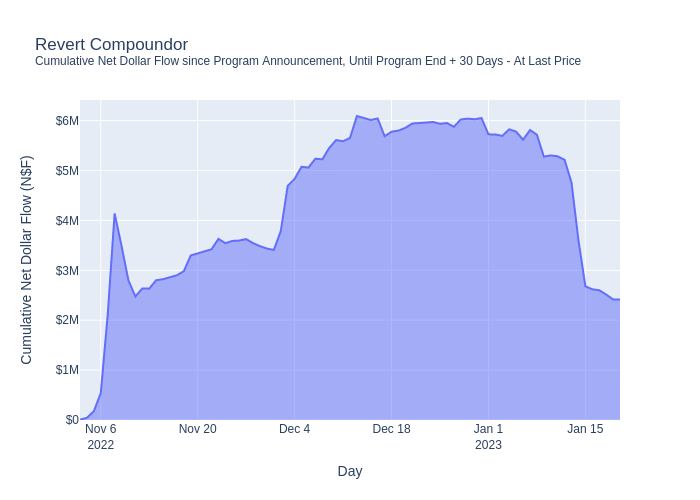 Revert Compoundor
Cumulative Net Dollar Flow since Program Announcement, Until Program End + 30 Days - At Last Price
Cumulative Net Dollar Flow (N$F)
$6M
$5M
$4M
$3M
$2M
$1M
$0
Nov 6 Nov 20 Dec 4 Dec 18 Jan 1 Jan 15
2022 2023
Day